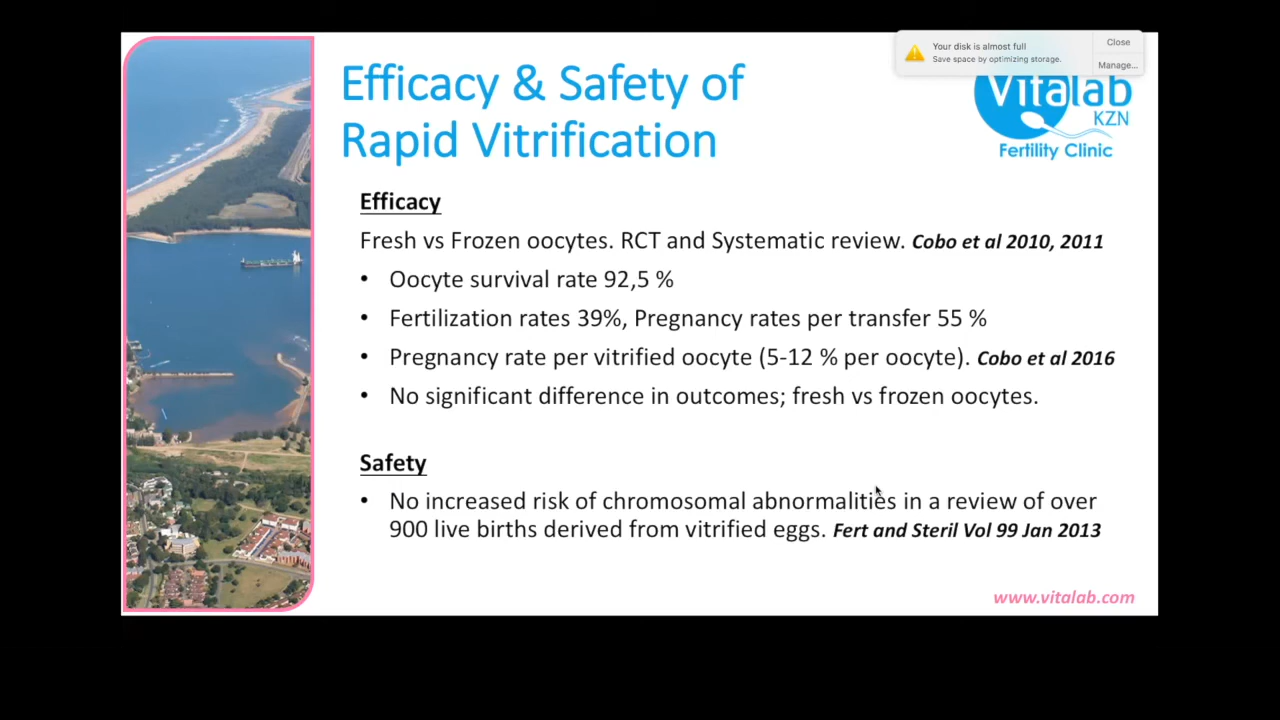 Your disk is almost full
Save space by optimizing storage.
Close
Manage...
Efficacy & Safety of
Rapid Vitrification
Vitalab
KZN
Fertility Clinic
Efficacy
Fresh vs Frozen oocytes. RCT and Systematic review. Cobo et al 2010, 2011
• Oocyte survival rate 92,5 %
• Fertilization rates 39%, Pregnancy rates per transfer 55 %
• Pregnancy rate per vitrified oocyte (5-12 % per oocyte). Cobo et al 2016
• No significant difference in outcomes; fresh vs frozen oocytes.
Safety
• No increased risk of chromosomal abnormalities in a review of over
900 live births derived from vitrified eggs. Fert and Steril Vol 99 Jan 2013
www.vitalab.com